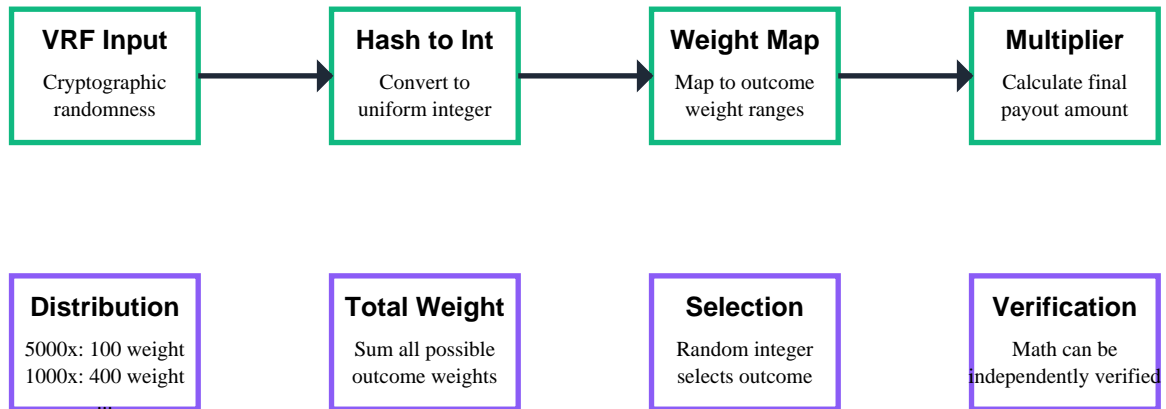 VRF Input
Cryptographic
randomness
Hash to Int
Convert to
uniform integer
Weight Map
Map to outcome
weight ranges
Multiplier
Calculate final
payout amount
Distribution
5000x: 100 weight
1000x: 400 weight
...
Total Weight
Sum all possible
outcome weights
Selection
Random integer
selects outcome
Verification
Math can be
independently verified